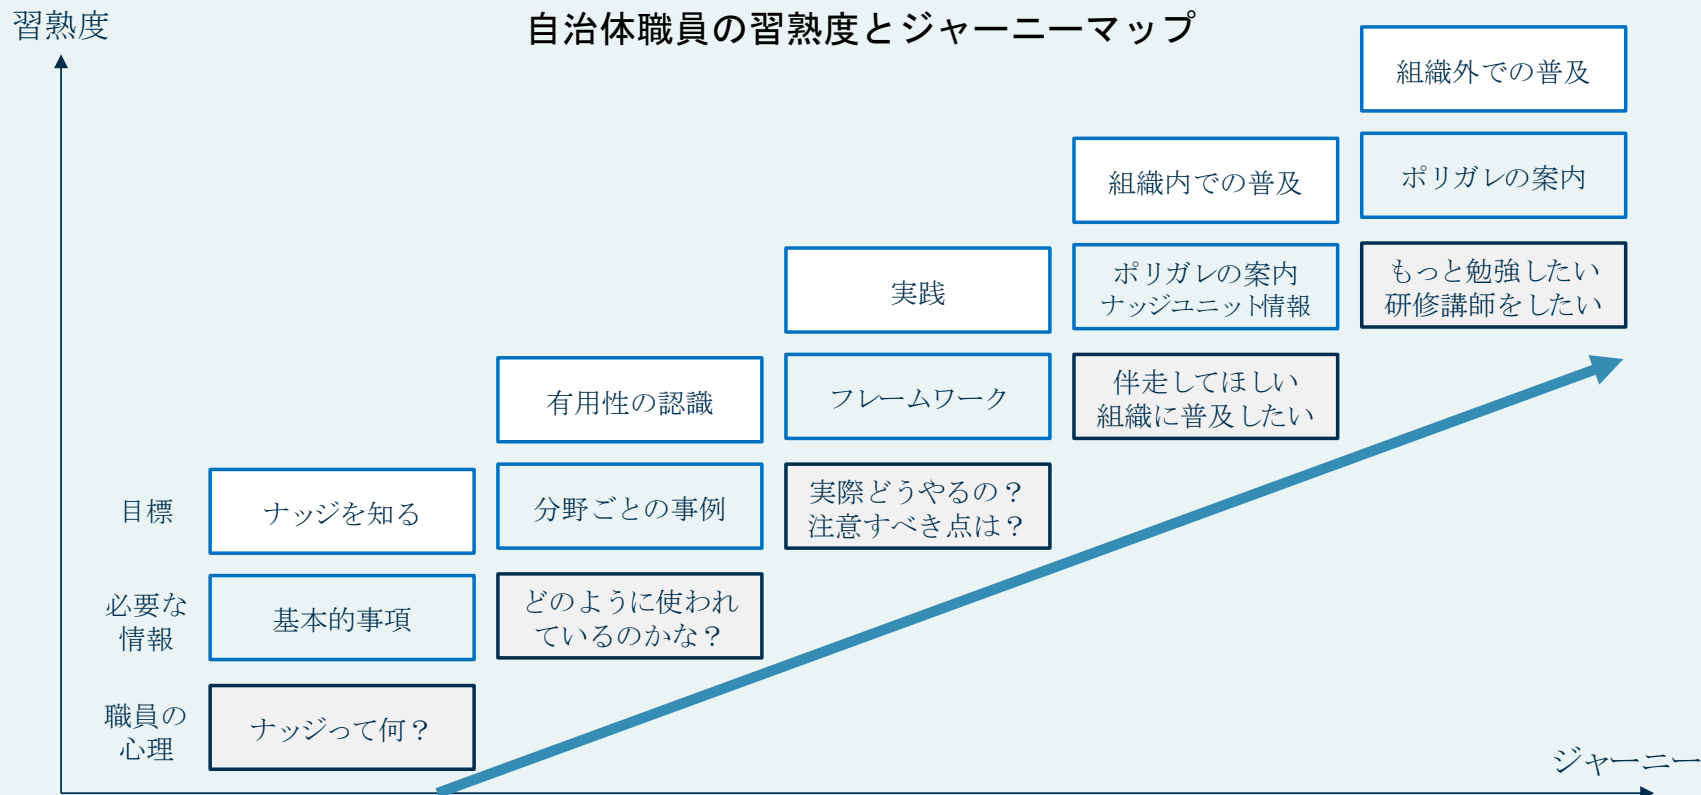 自治体職員の習熟度とジャーニーマップ
習熟度
組織外での普及
ポリガレの案内
もっと勉強したい
研修講師をしたい
組織内での普及
ポリガレの案内
ナッジユニット情報
伴走してほしい
組織に普及したい
実践
フレームワーク
実際どうやるの？
注意すべき点は？
有用性の認識
分野ごとの事例
どのように使われ
ているのかな？
目標
ナッジを知る
必要な
情報
基本的事項
職員の
心理
ナッジって何？
ジャーニー